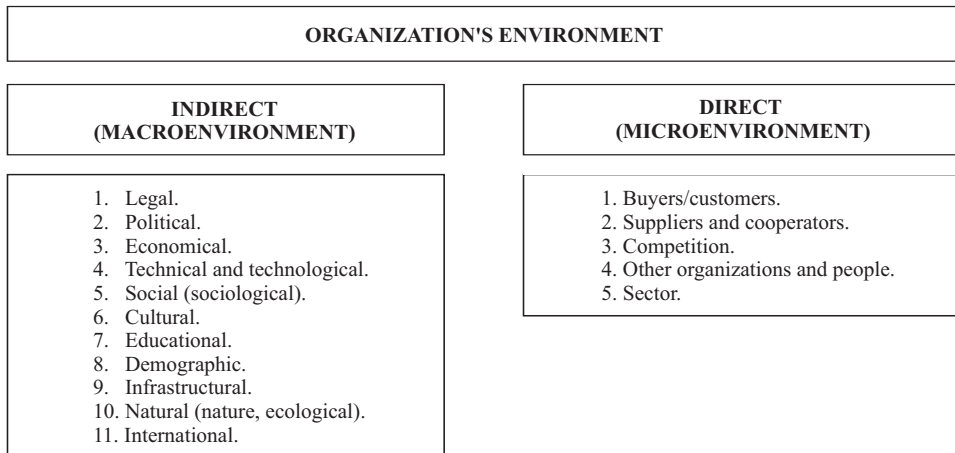 ORGANIZATION'S ENVIRONMENT
INDIRECT
(MACROENVIRONMENT)
1. Legal.
2. Political.
3. Economical.
4. Technical and technological.
5. Social (sociological).
6. Cultural.
7. Educational.
8. Demographic.
9. Infrastructural.
10. Natural (nature, ecological).
11. International.
DIRECT
(MICROENVIRONMENT)
1. Buyers/customers.
2. Suppliers and cooperators.
3. Competition.
4. Other organizations and people.
5. Sector.